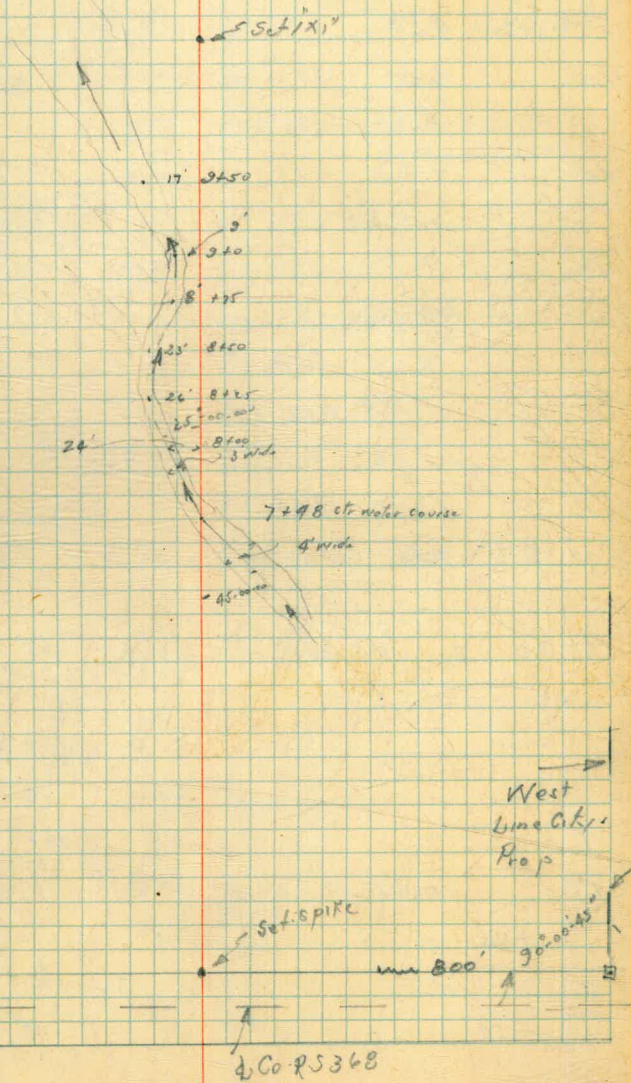 Set 1"x1"
17' 9+50
9'
9+0
8' +75
23' 8+50
26' 8+25
25°-00-00"
24'
8+00
3' wide
7+48 ctr water course
4' wide
45-00-00
West
Line City
Prop
Set spike
800'
90°-00'-45"
℄ Co. RS 368